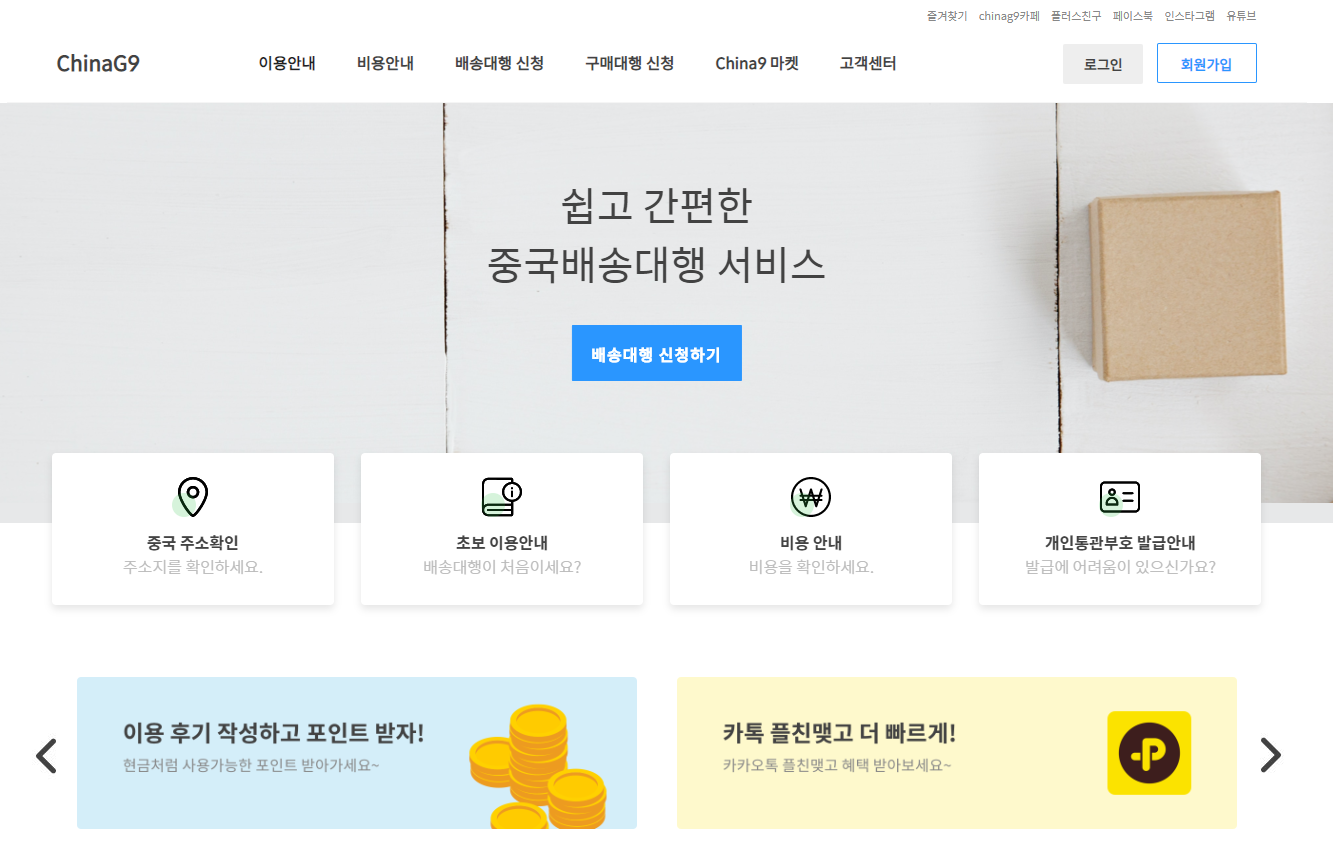 즐겨찾기 chinag9카페 플러스친구 페이스북 인스타그램 유튜브
ChinaG9 이용안내 비용안내 배송대행 신청 구매대행 신청 China9 마켓 고객센터 로그인 회원가입
쉽고 간편한
중국배송대행 서비스
배송대행 신청하기
중국 주소확인
주소지를 확인하세요.
초보 이용안내
배송대행이 처음이세요?
비용 안내
비용을 확인하세요.
개인통관부호 발급안내
발급에 어려움이 있으신가요?
이용 후기 작성하고 포인트 받자!
현금처럼 사용가능한 포인트 받아가세요~
카톡 플친맺고 더 빠르게!
카카오톡 플친맺고 혜택 받아보세요~